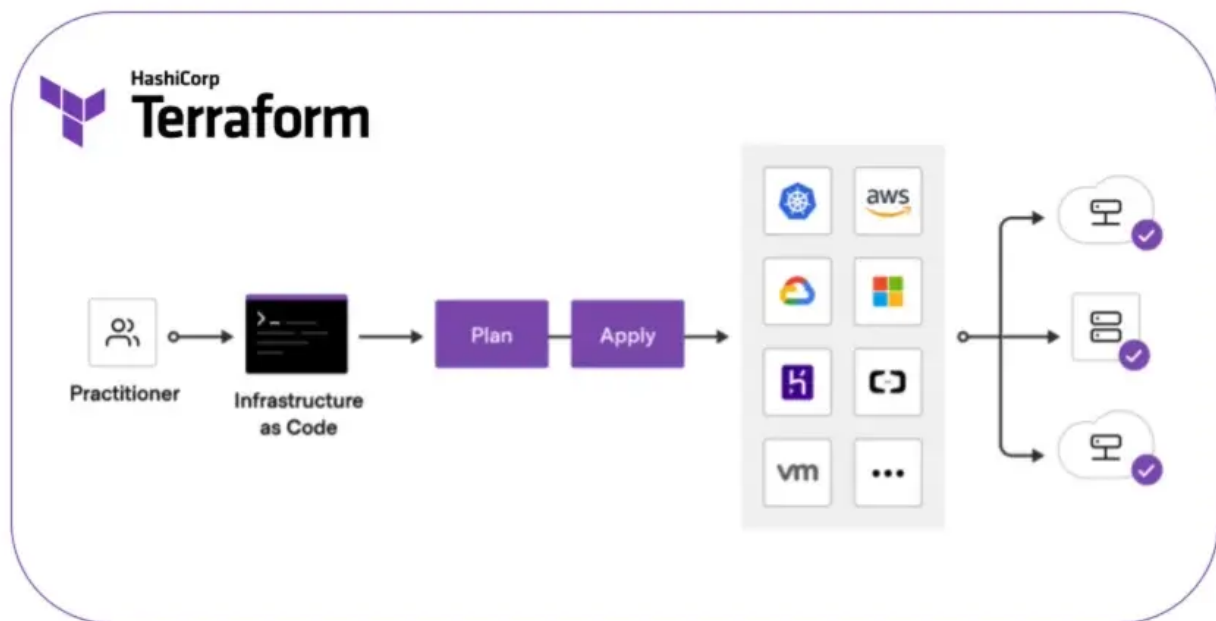 HashiCorp
Terraform
aws
Plan
Apply
Practitioner
Infrastructure
as Code
vm